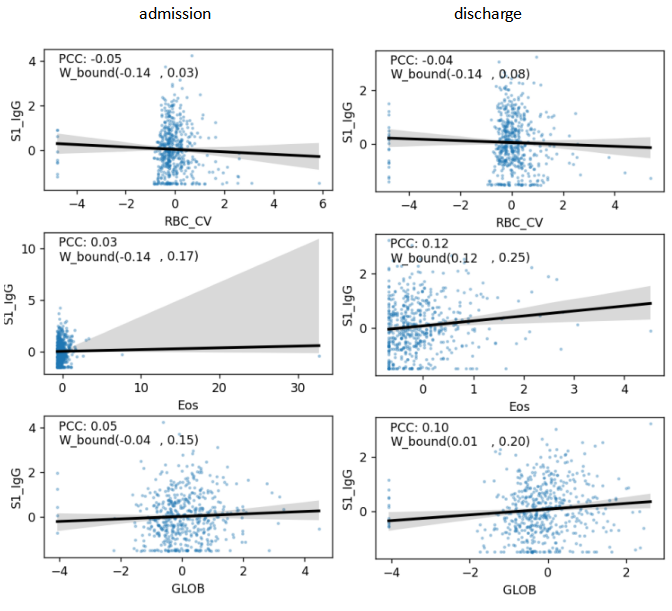 admission
discharge
PCC: -0.05
W_bound(-0.14 , 0.03)
S1_IgG
4
2
0
−4
−2
0
2
4
6
RBC_CV
PCC: -0.04
W_bound(-0.14 , 0.08)
S1_IgG
2
0
−4
−2
0
2
4
RBC_CV
PCC: 0.03
W_bound(-0.14 , 0.17)
S1_IgG
10
5
0
0
10
20
30
Eos
PCC: 0.12
W_bound(0.12 , 0.25)
S1_IgG
2
0
0
1
2
3
4
Eos
PCC: 0.05
W_bound(-0.04 , 0.15)
S1_IgG
4
2
0
−4
−2
0
2
4
GLOB
PCC: 0.10
W_bound(0.01 , 0.20)
S1_IgG
2
0
−4
−2
0
2
GLOB